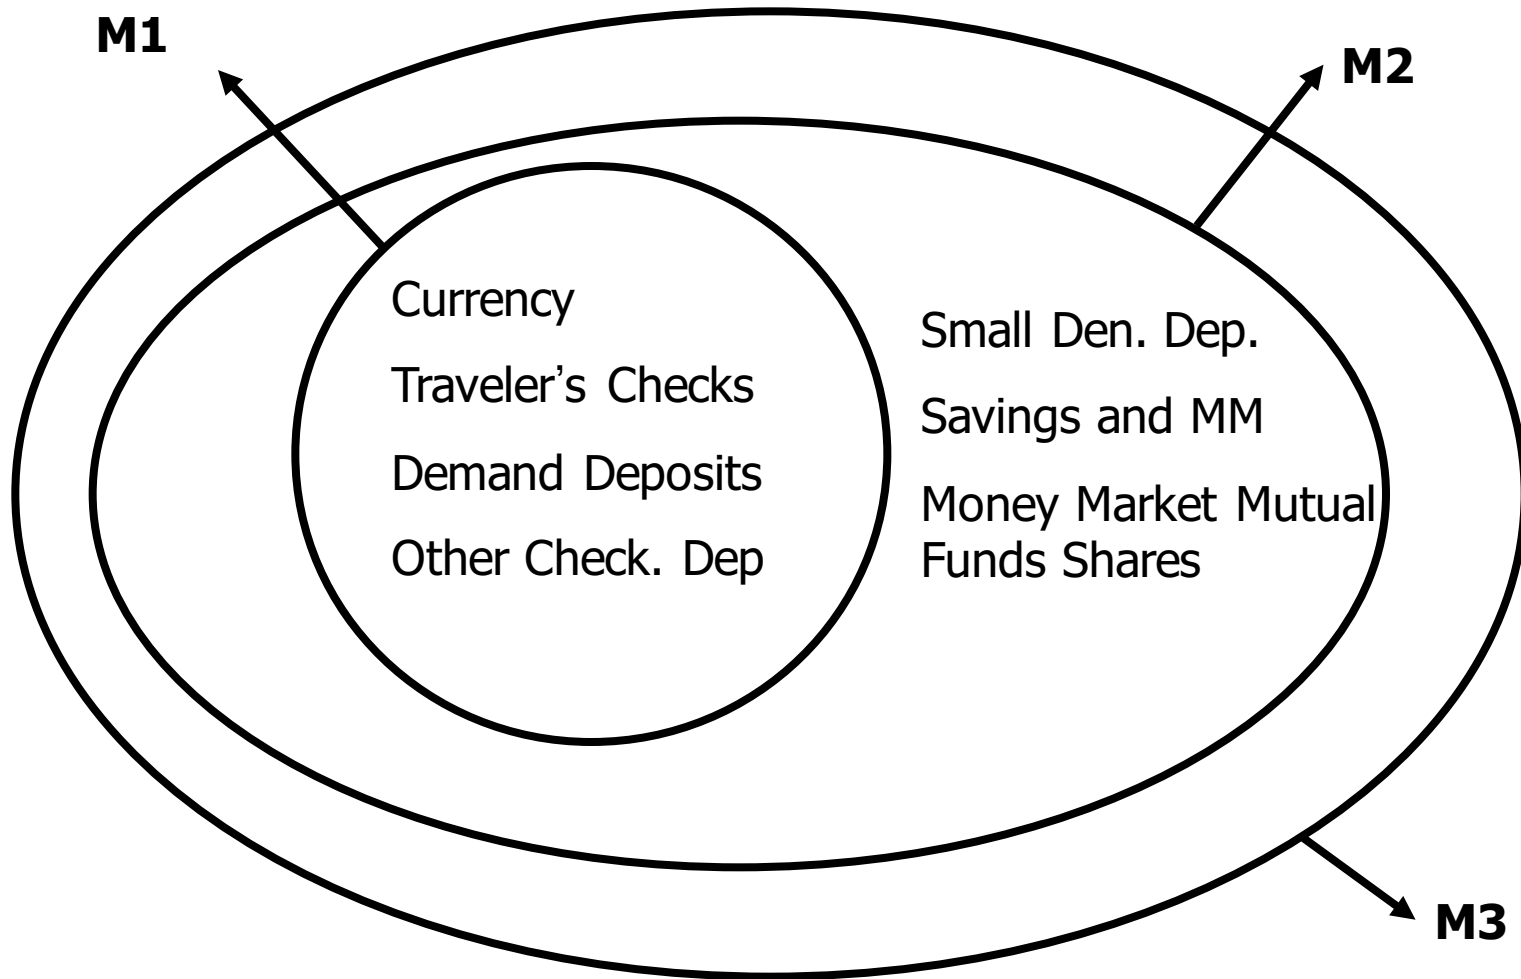 M1
M2
Currency
Traveler’s Checks
Demand Deposits
Other Check. Dep
Small Den. Dep.
Savings and MM
Money Market Mutual
Funds Shares
M3